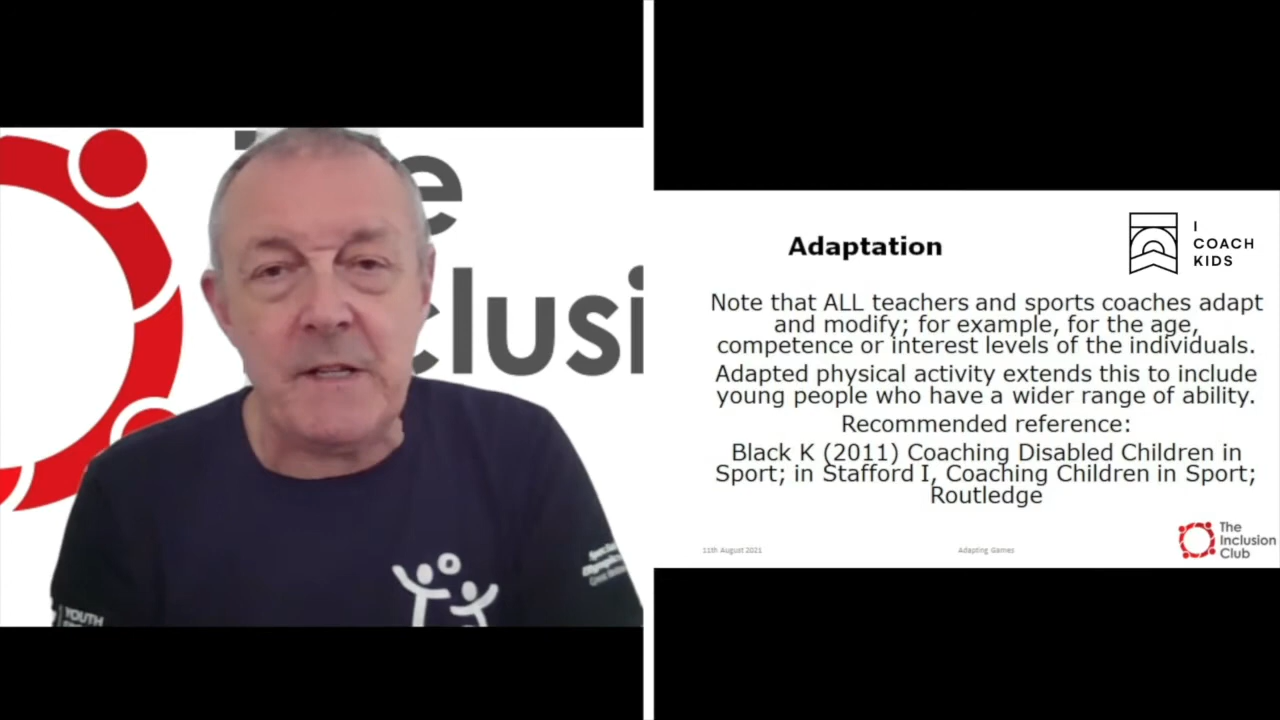 e
clusi
YOUTH
Adaptation
I
COACH
KIDS
Note that ALL teachers and sports coaches adapt
and modify; for example, for the age,
competence or interest levels of the individuals.
Adapted physical activity extends this to include
young people who have a wider range of ability.
Recommended reference:
Black K (2011) Coaching Disabled Children in
Sport; in Stafford I, Coaching Children in Sport;
Routledge
11th August 2021
Adapting Games
The
Inclusion
Club